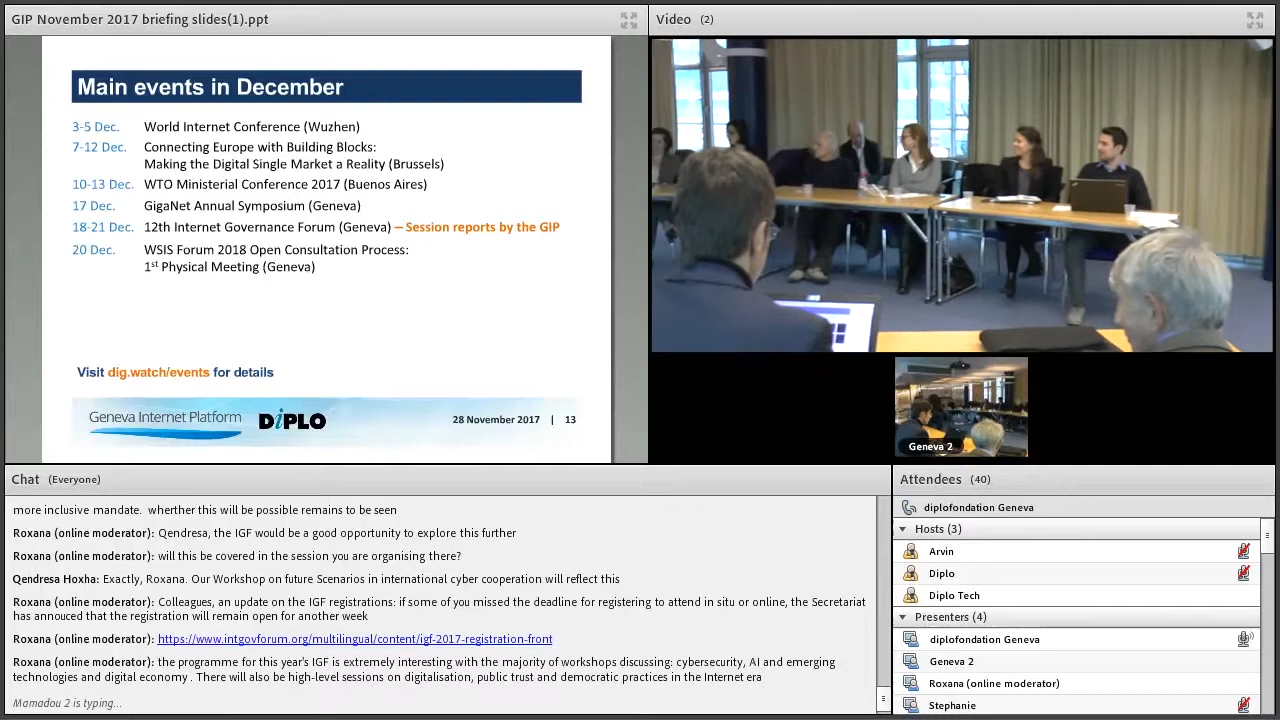 GIP November 2017 briefing slides(1).ppt
Main events in December
3-5 Dec. World Internet Conference (Wuzhen)
7-12 Dec. Connecting Europe with Building Blocks:
Making the Digital Single Market a Reality (Brussels)
10-13 Dec. WTO Ministerial Conference 2017 (Buenos Aires)
17 Dec. GigaNet Annual Symposium (Geneva)
18-21 Dec. 12th Internet Governance Forum (Geneva) – Session reports by the GIP
20 Dec. WSIS Forum 2018 Open Consultation Process:
1st Physical Meeting (Geneva)
Visit dig.watch/events for details
Geneva Internet Platform DiPLO 28 November 2017 | 13
Video (2)
Geneva 2
Chat (Everyone)
more inclusive mandate. wherther this will be possible remains to be seen
Roxana (online moderator): Qendresa, the IGF would be a good opportunity to explore this further
Roxana (online moderator): will this be covered in the session you are organising there?
Qendresa Hoxha: Exactly, Roxana. Our Workshop on future Scenarios in international cyber cooperation will reflect this
Roxana (online moderator): Colleagues, an update on the IGF registrations: if some of you missed the deadline for registering to attend in situ or online, the Secretariat
has annouced that the registration will remain open for another week
Roxana (online moderator): https://www.intgovforum.org/multilingual/content/igf-2017-registration-front
Roxana (online moderator): the programme for this year's IGF is extremely interesting with the majority of workshops discussing: cybersecurity, AI and emerging
technologies and digital economy . There will also be high-level sessions on digitalisation, public trust and democratic practices in the Internet era
Mamadou 2 is typing...
Attendees (40)
diplofondation Geneva
Hosts (3)
Arvin
Diplo
Diplo Tech
Presenters (4)
diplofondation Geneva
Geneva 2
Roxana (online moderator)
Stephanie